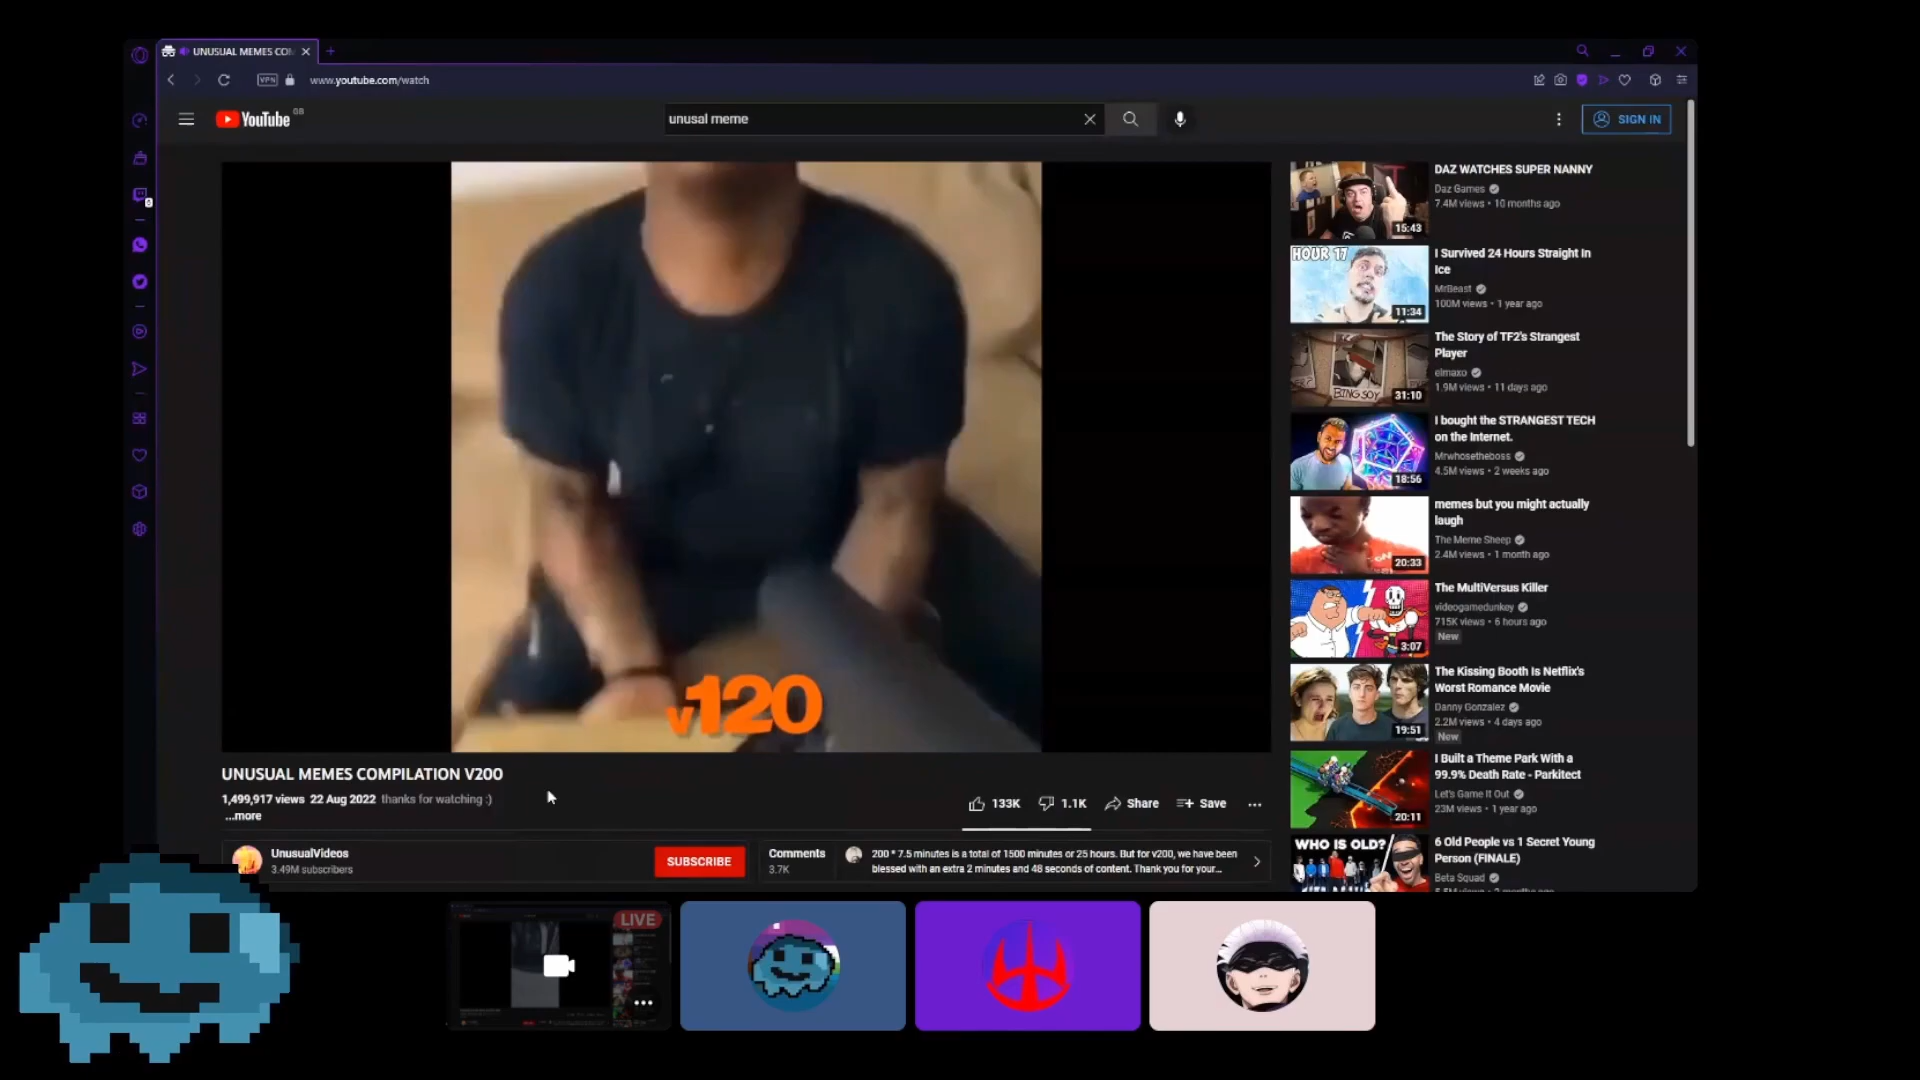 UNUSUAL MEMES CO
VPN
www.youtube.com/watch
YouTube GB
unusal meme
SIGN IN
v120
UNUSUAL MEMES COMPILATION V200
1,499,917 views 22 Aug 2022 thanks for watching :)
...more
133K
1.1K
Share
Save
UnusualVideos
3.49M subscribers
SUBSCRIBE
Comments
3.7K
200 * 7.5 minutes is a total of 1500 minutes or 25 hours. But for v200, we have been
blessed with an extra 2 minutes and 48 seconds of content. Thank you for your...
15:43
DAZ WATCHES SUPER NANNY
Daz Games
7.4M views • 10 months ago
HOUR 17
11:34
I Survived 24 Hours Straight In
Ice
MrBeast
100M views • 1 year ago
BING SOY
31:10
The Story of TF2's Strangest
Player
elmaxo
1.9M views • 11 days ago
18:56
I bought the STRANGEST TECH
on the Internet.
Mrwhosetheboss
4.5M views • 2 weeks ago
20:33
memes but you might actually
laugh
The Meme Sheep
2.4M views • 1 month ago
3:07
The MultiVersus Killer
videogamedunkey
715K views • 6 hours ago
New
19:51
The Kissing Booth Is Netflix's
Worst Romance Movie
Danny Gonzalez
2.2M views • 4 days ago
New
20:11
I Built a Theme Park With a
99.9% Death Rate - Parkitect
Let's Game It Out
23M views • 1 year ago
WHO IS OLD?
6 Old People vs 1 Secret Young
Person (FINALE)
Beta Squad
LIVE